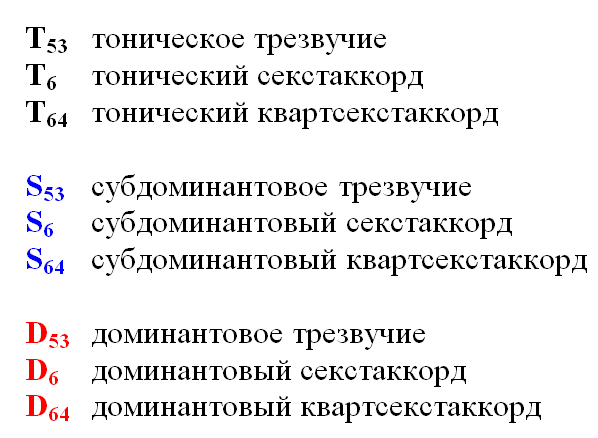 T53 тоническое трезвучие
T6 тонический секстаккорд
T64 тонический квартсекстаккорд
S53 субдоминантовое трезвучие
S6 субдоминантовый секстаккорд
S64 субдоминантовый квартсекстаккорд
D53 доминантовое трезвучие
D6 доминантовый секстаккорд
D64 доминантовый квартсекстаккорд